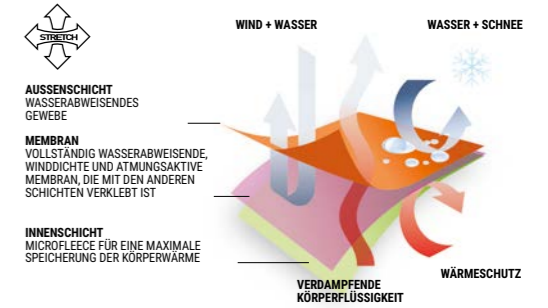 STRETCH
WIND + WASSER
WASSER + SCHNEE
AUSSENSCHICHT
WASSERABWEISENDES
GEWEBE
MEMBRAN
VOLLSTÄNDIG WASSERABWEISENDE,
WINDDICHTE UND ATMUNGSAKTIVE
MEMBRAN, DIE MIT DEN ANDEREN
SCHICHTEN VERKLEBT IST
INNENSCHICHT
MICROFLEECE FÜR EINE MAXIMALE
SPEICHERUNG DER KÖRPERWÄRME
VERDAMPFENDE
KÖRPERFLÜSSIGKEIT
WÄRMESCHUTZ